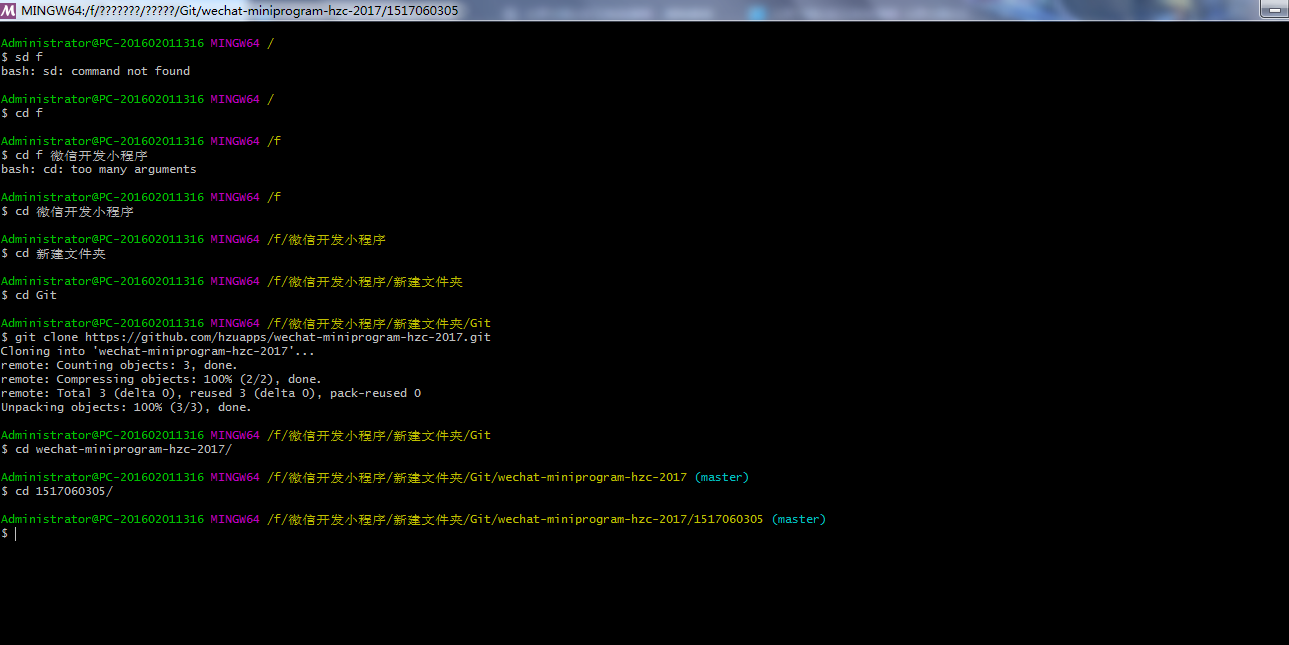 MINGW64:/f/???????/?????/Git/wechat-miniprogram-hzc-2017/1517060305
Administrator@PC-201602011316 MINGW64 /
$ sd f
bash: sd: command not found
Administrator@PC-201602011316 MINGW64 /
$ cd f
Administrator@PC-201602011316 MINGW64 /f
$ cd f 微信开发小程序
bash: cd: too many arguments
Administrator@PC-201602011316 MINGW64 /f
$ cd 微信开发小程序
Administrator@PC-201602011316 MINGW64 /f/微信开发小程序
$ cd 新建文件夹
Administrator@PC-201602011316 MINGW64 /f/微信开发小程序/新建文件夹
$ cd Git
Administrator@PC-201602011316 MINGW64 /f/微信开发小程序/新建文件夹/Git
$ git clone https://github.com/hzuapps/wechat-miniprogram-hzc-2017.git
Cloning into 'wechat-miniprogram-hzc-2017'...
remote: Counting objects: 3, done.
remote: Compressing objects: 100% (2/2), done.
remote: Total 3 (delta 0), reused 3 (delta 0), pack-reused 0
Unpacking objects: 100% (3/3), done.
Administrator@PC-201602011316 MINGW64 /f/微信开发小程序/新建文件夹/Git
$ cd wechat-miniprogram-hzc-2017/
Administrator@PC-201602011316 MINGW64 /f/微信开发小程序/新建文件夹/Git/wechat-miniprogram-hzc-2017 (master)
$ cd 1517060305/
Administrator@PC-201602011316 MINGW64 /f/微信开发小程序/新建文件夹/Git/wechat-miniprogram-hzc-2017/1517060305 (master)
$